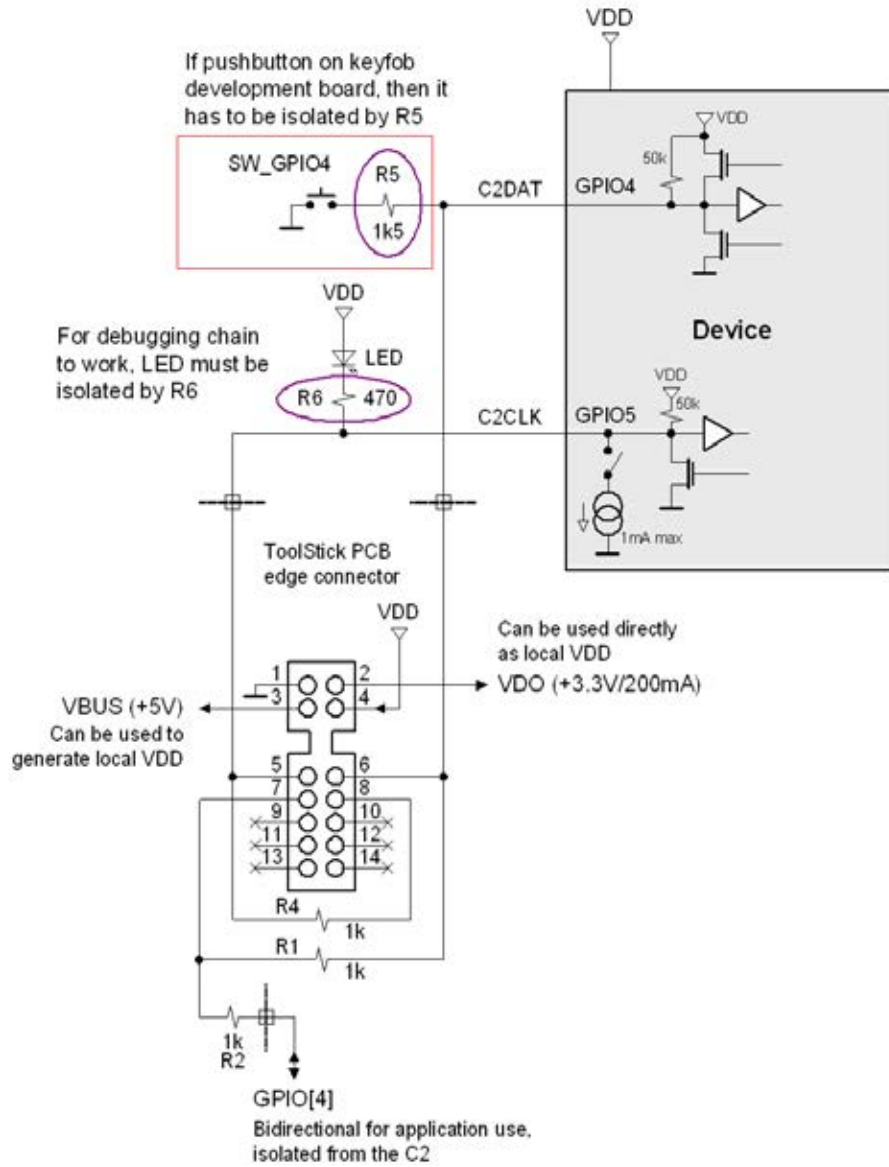 VDD
If pushbutton on keyfob
development board, then it
has to be isolated by R5
SW_GPIO4
R5
1k5
C2DAT
GPIO4
VDD
50k
VDD
For debugging chain
to work, LED must be
isolated by R6
LED
R6
470
Device
C2CLK
GPIO5
VDD
50k
1mA max
ToolStick PCB
edge connector
VDD
Can be used directly
as local VDD
VDO (+3.3V/200mA)
VBUS (+5V)
Can be used to
generate local VDD
1 2
3 4
5 6
7 8
9 10
11 12
13 14
R4
1k
R1
1k
1k
R2
GPIO[4]
Bidirectional for application use,
isolated from the C2